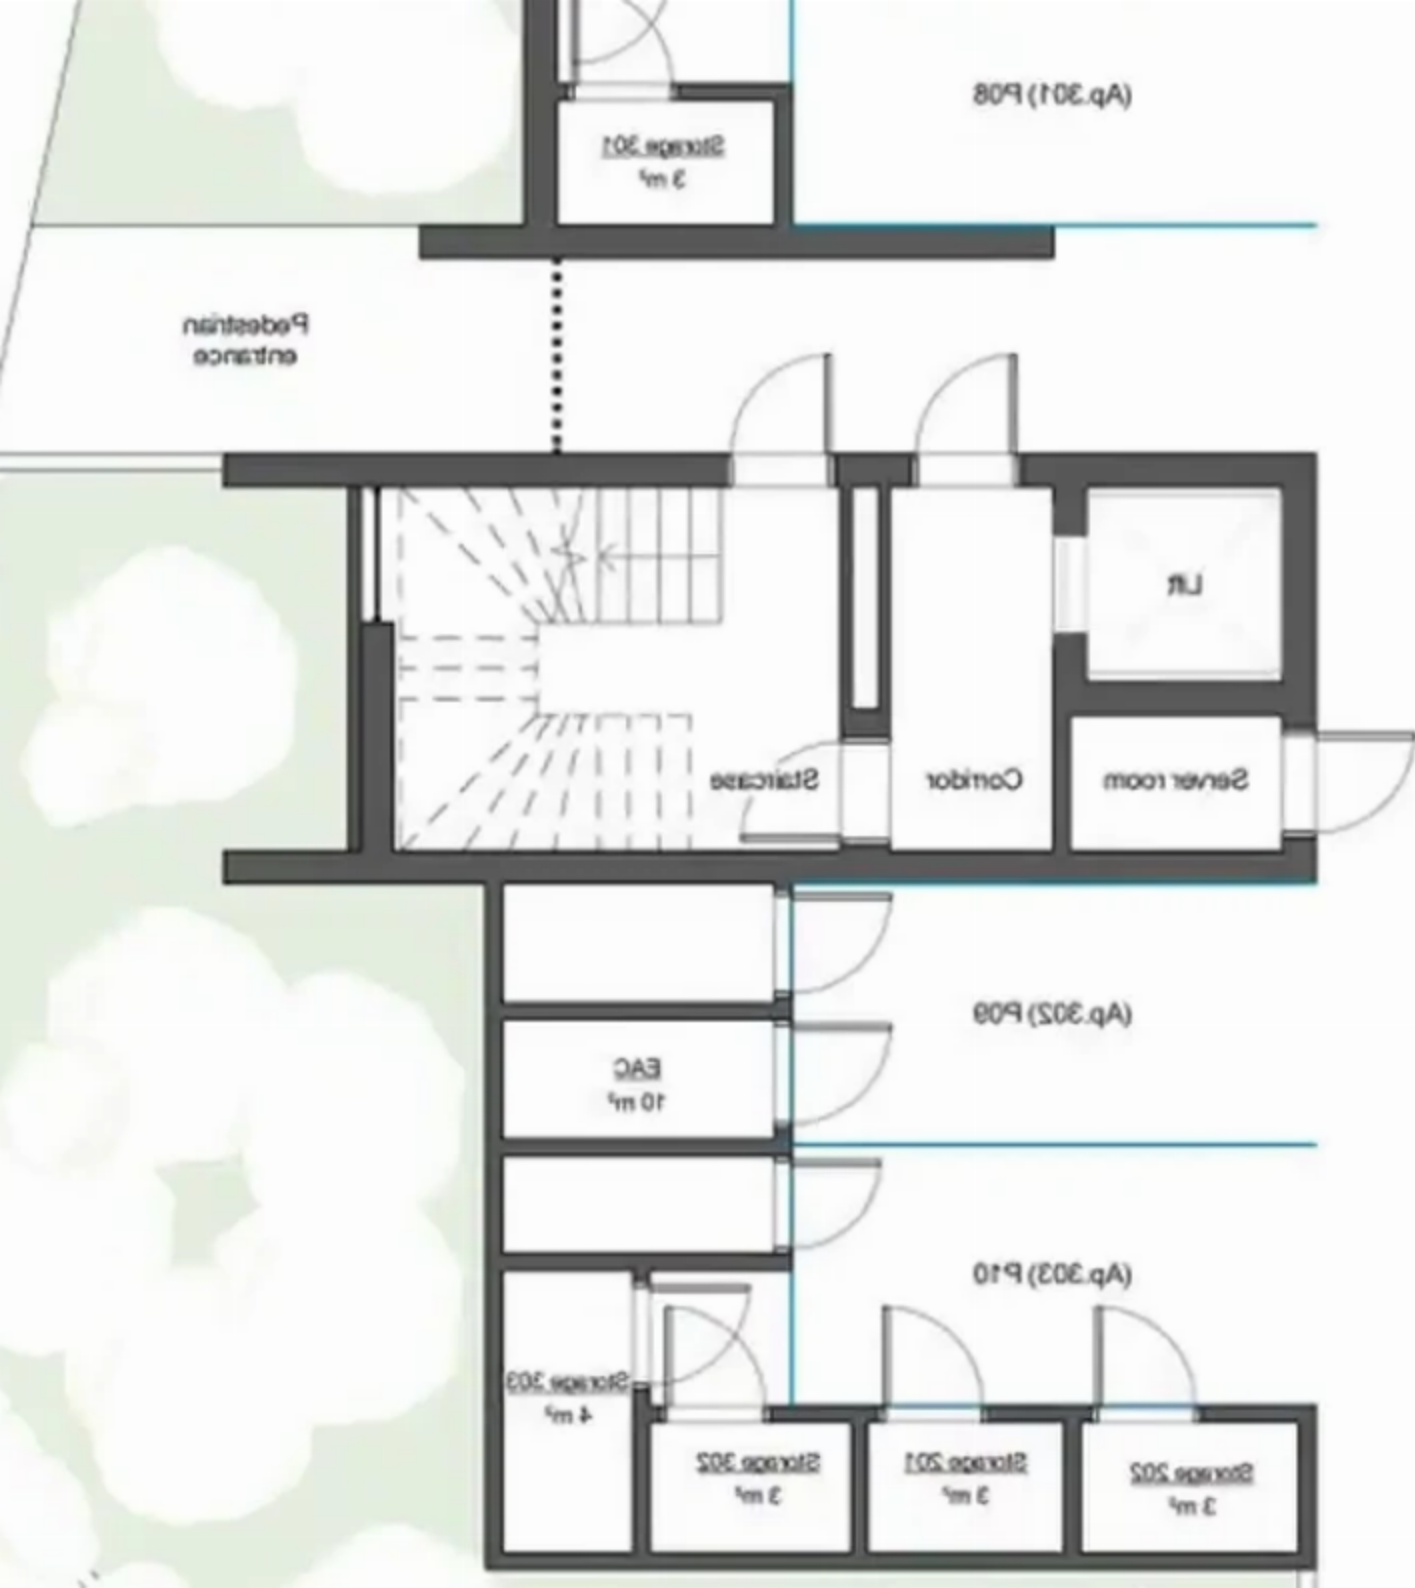 (Ap.301) P08
Storage 301
3 m²
Pedestrian
entrance
Lift
Staircase
Corridor
Server room
(Ap.302) P09
EAC
10 m²
(Ap.303) P10
Storage 303
4 m²
Storage 302
3 m²
Storage 201
3 m²
Storage 202
3 m²